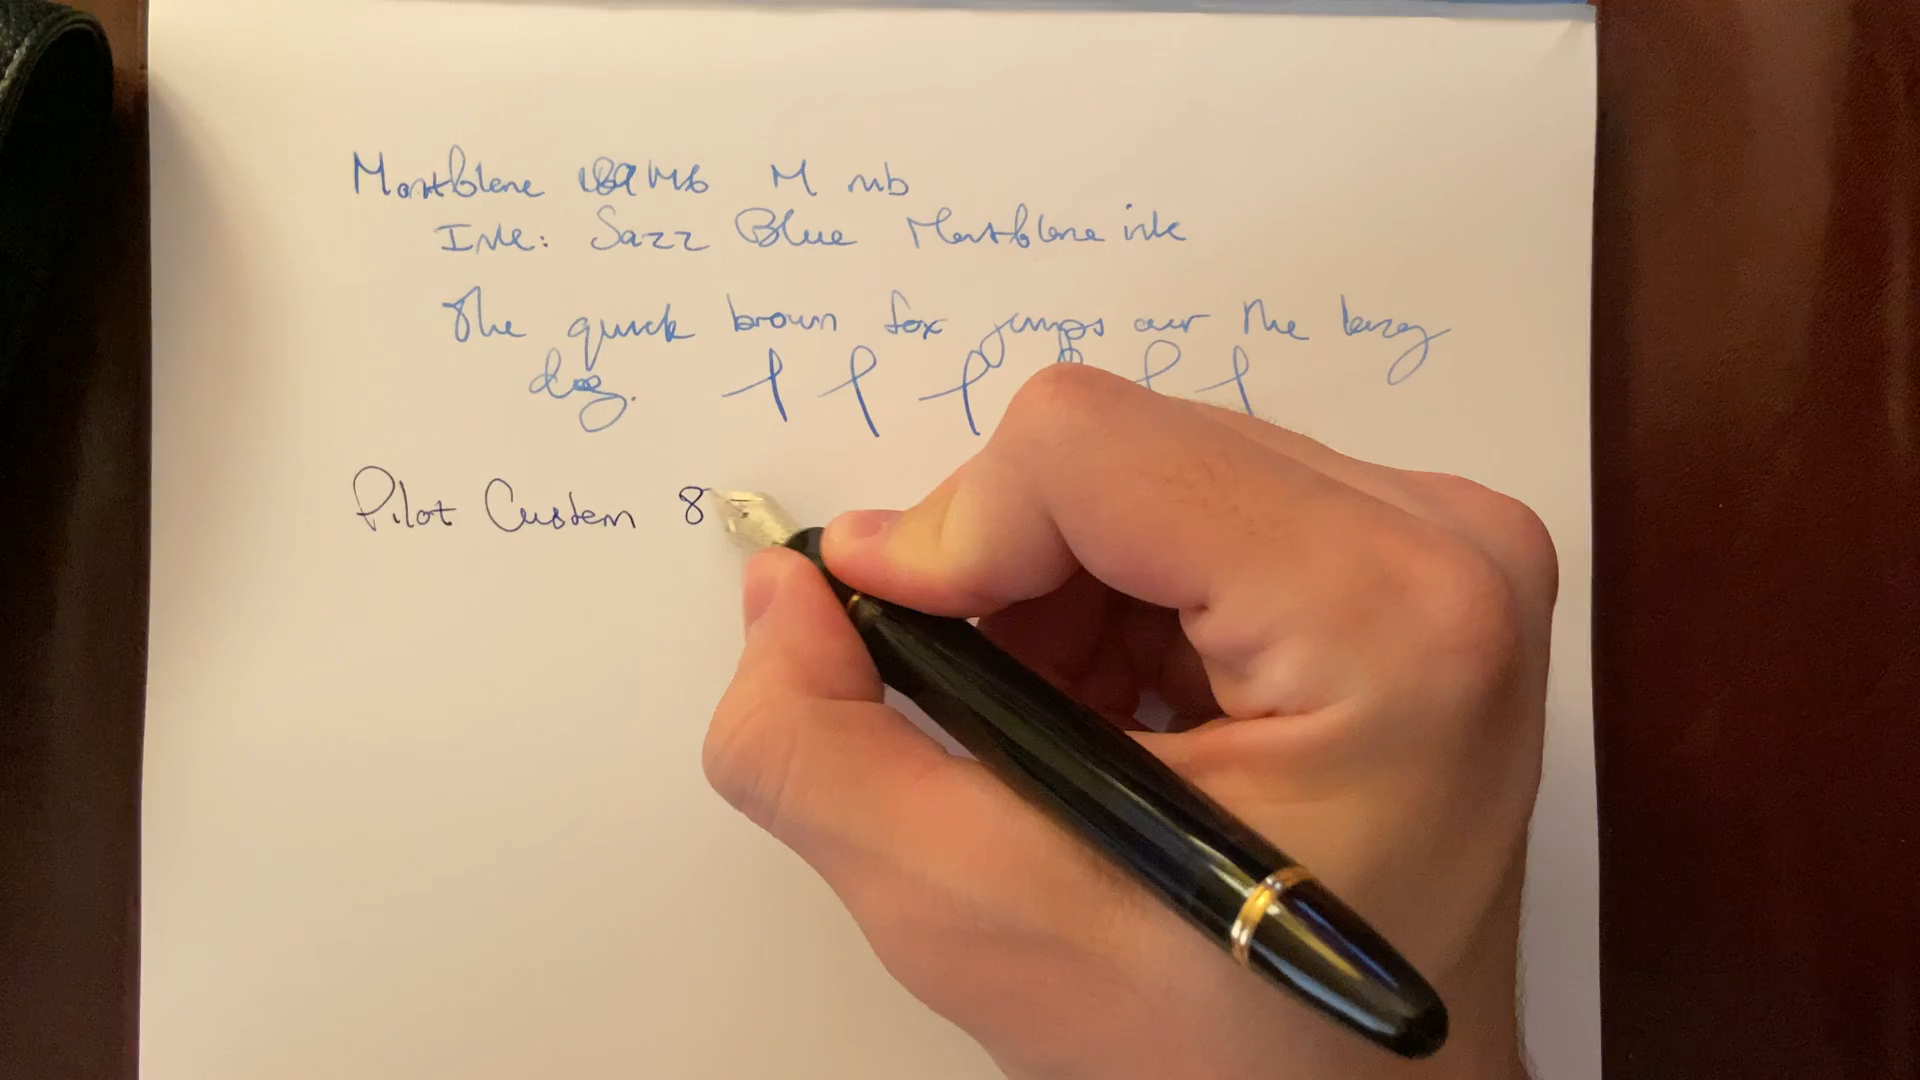 Montblanc M nib
Ink: Jazz Blue Montblanc ink
The quick brown fox jumps over the lazy
dog.
Pilot Custom 8